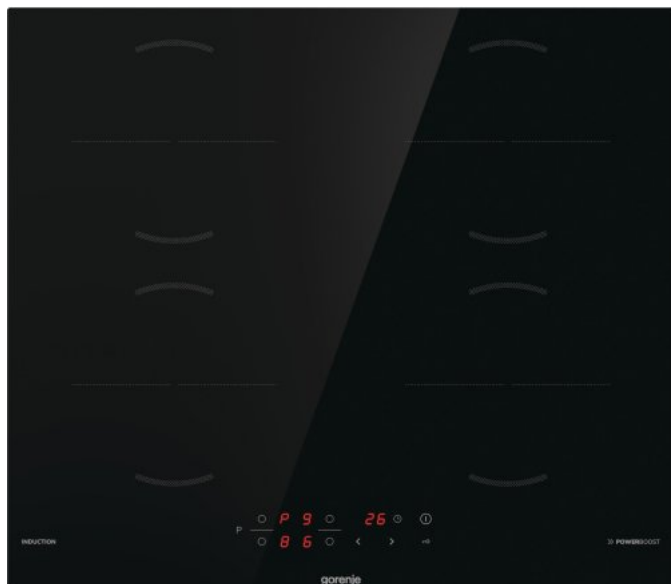 P 9 26
P
8 6 < >
INDUCTION
»POWERBOOST
gorenje